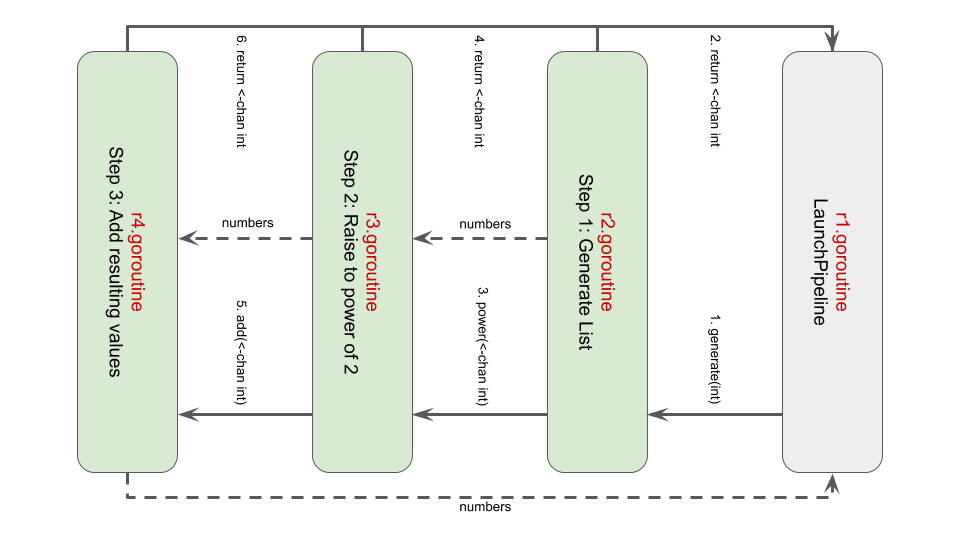 r1.goroutine
LaunchPipeline
2. return <-chan int
1. generate(int)
r2.goroutine
Step 1: Generate List
4. return <-chan int
numbers
3. power(<-chan int)
r3.goroutine
Step 2: Raise to power of 2
6. return <-chan int
numbers
5. add(<-chan int)
r4.goroutine
Step 3: Add resulting values
numbers